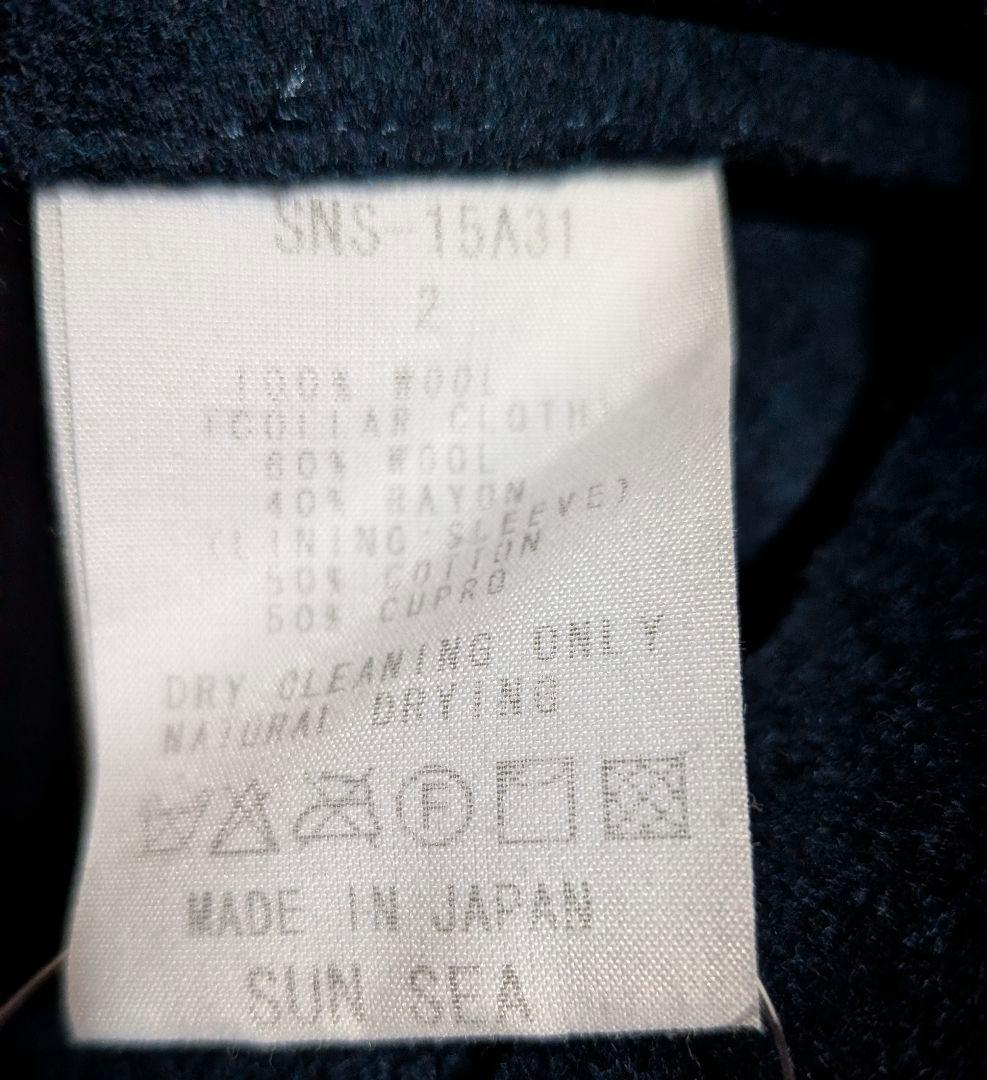 SNS-15A31
2
100% WOOL
(COLLAR CLOTH)
60% WOOL
40% RAYON
(LINING SLEEVE)
50% COTTON
50% CUPRO
DRY CLEANING ONLY
NATURAL DRYING
F
MADE IN JAPAN
SUN SEA